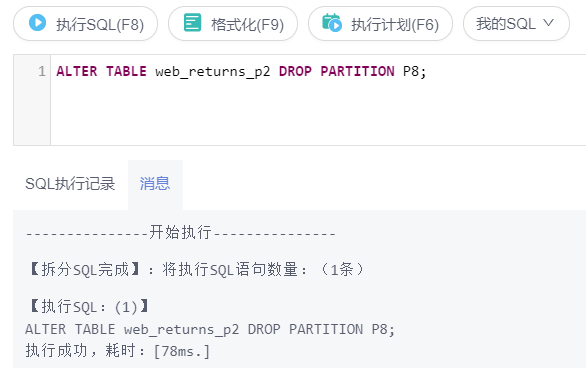 执行SQL(F8) 格式化(F9) 执行计划(F6) 我的SQL
1 ALTER TABLE web_returns_p2 DROP PARTITION P8;
SQL执行记录 消息
---------------开始执行---------------
【拆分SQL完成】：将执行SQL语句数量：（1条）
【执行SQL：(1)】
ALTER TABLE web_returns_p2 DROP PARTITION P8;
执行成功，耗时：[78ms.]